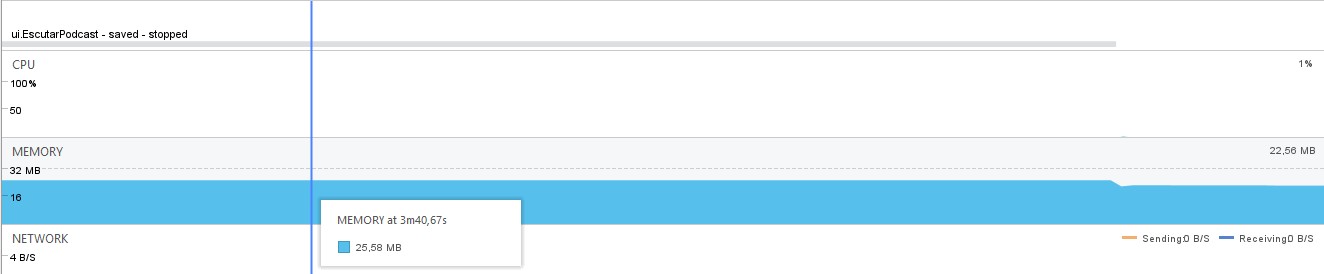 ui.EscutarPodcast - saved - stopped
CPU
1%
100%
50
MEMORY
22,56 MB
32 MB
16
MEMORY at 3m40,67s
25,58 MB
NETWORK
Sending:0 B/S
Receiving:0 B/S
4 B/S